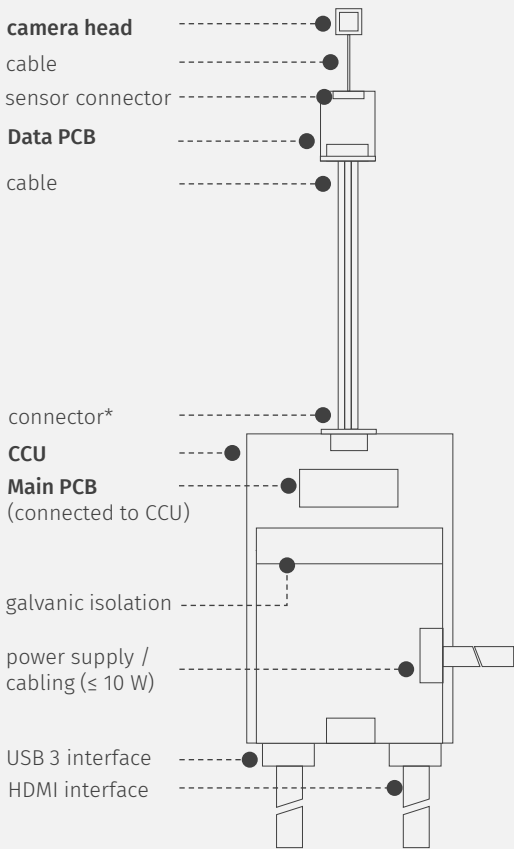 camera head
cable
sensor connector
Data PCB
cable
connector*
CCU
Main PCB
(connected to CCU)
galvanic isolation
power supply /
cabling (≤ 10 W)
USB 3 interface
HDMI interface